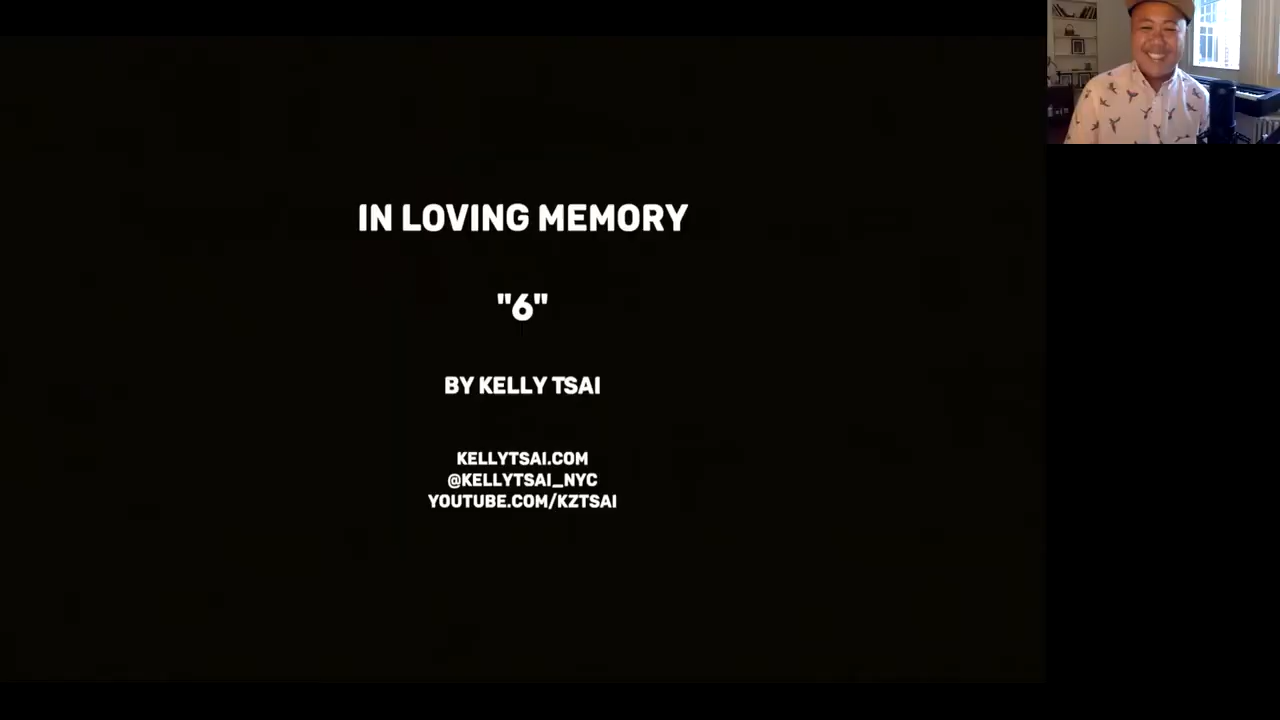 IN LOVING MEMORY
"6"
BY KELLY TSAI
KELLYTSAI.COM
@KELLYTSAI_NYC
YOUTUBE.COM/KZTSAI